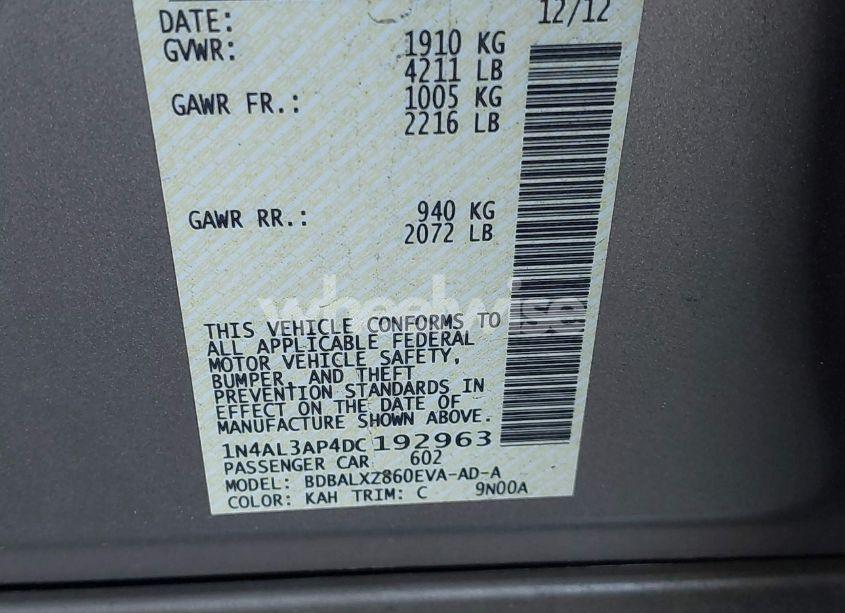 DATE: 12/12
GVWR: 1910 KG
4211 LB
GAWR FR.: 1005 KG
2216 LB
GAWR RR.: 940 KG
2072 LB
wheelwise
THIS VEHICLE CONFORMS TO
ALL APPLICABLE FEDERAL
MOTOR VEHICLE SAFETY,
BUMPER, AND THEFT
PREVENTION STANDARDS IN
EFFECT ON THE DATE OF
MANUFACTURE SHOWN ABOVE.
1N4AL3AP4DC192963
PASSENGER CAR 602
MODEL: BDBALXZ860EVA-AD-A
COLOR: KAH TRIM: C 9N00A